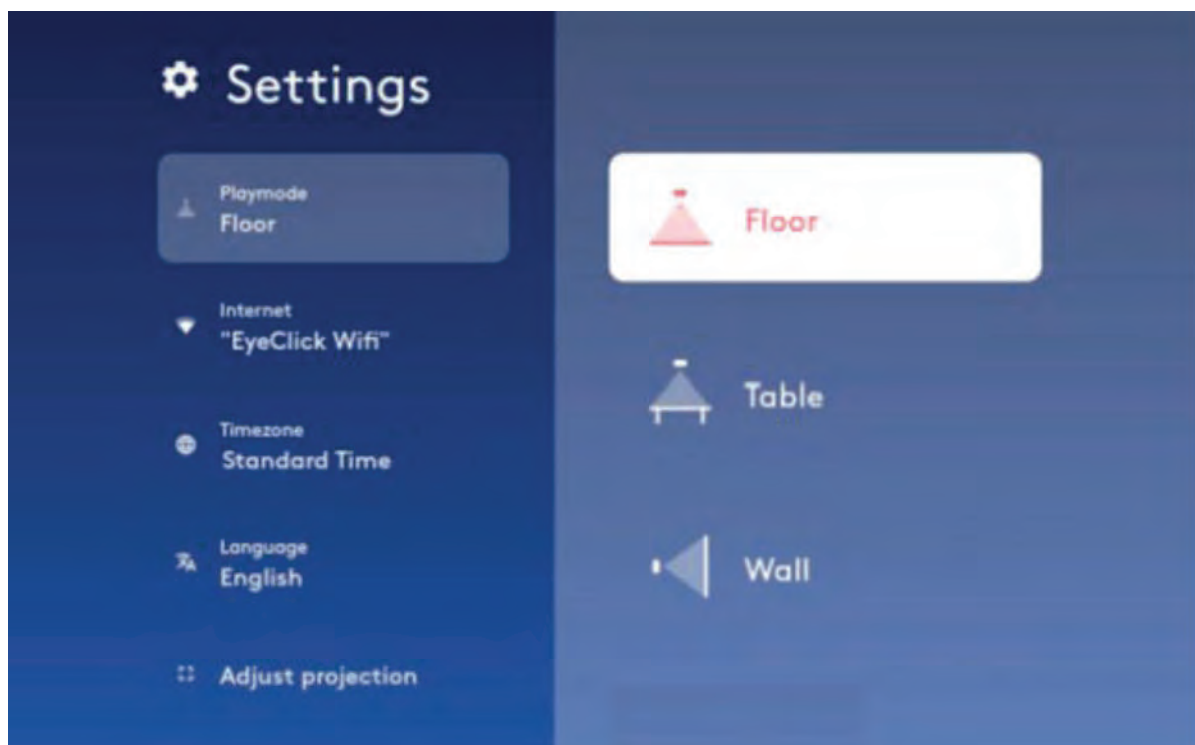 Settings
Playmode
Floor
Internet
"EyeClick Wifi"
Timezone
Standard Time
Language
English
Adjust projection
Floor
Table
Wall